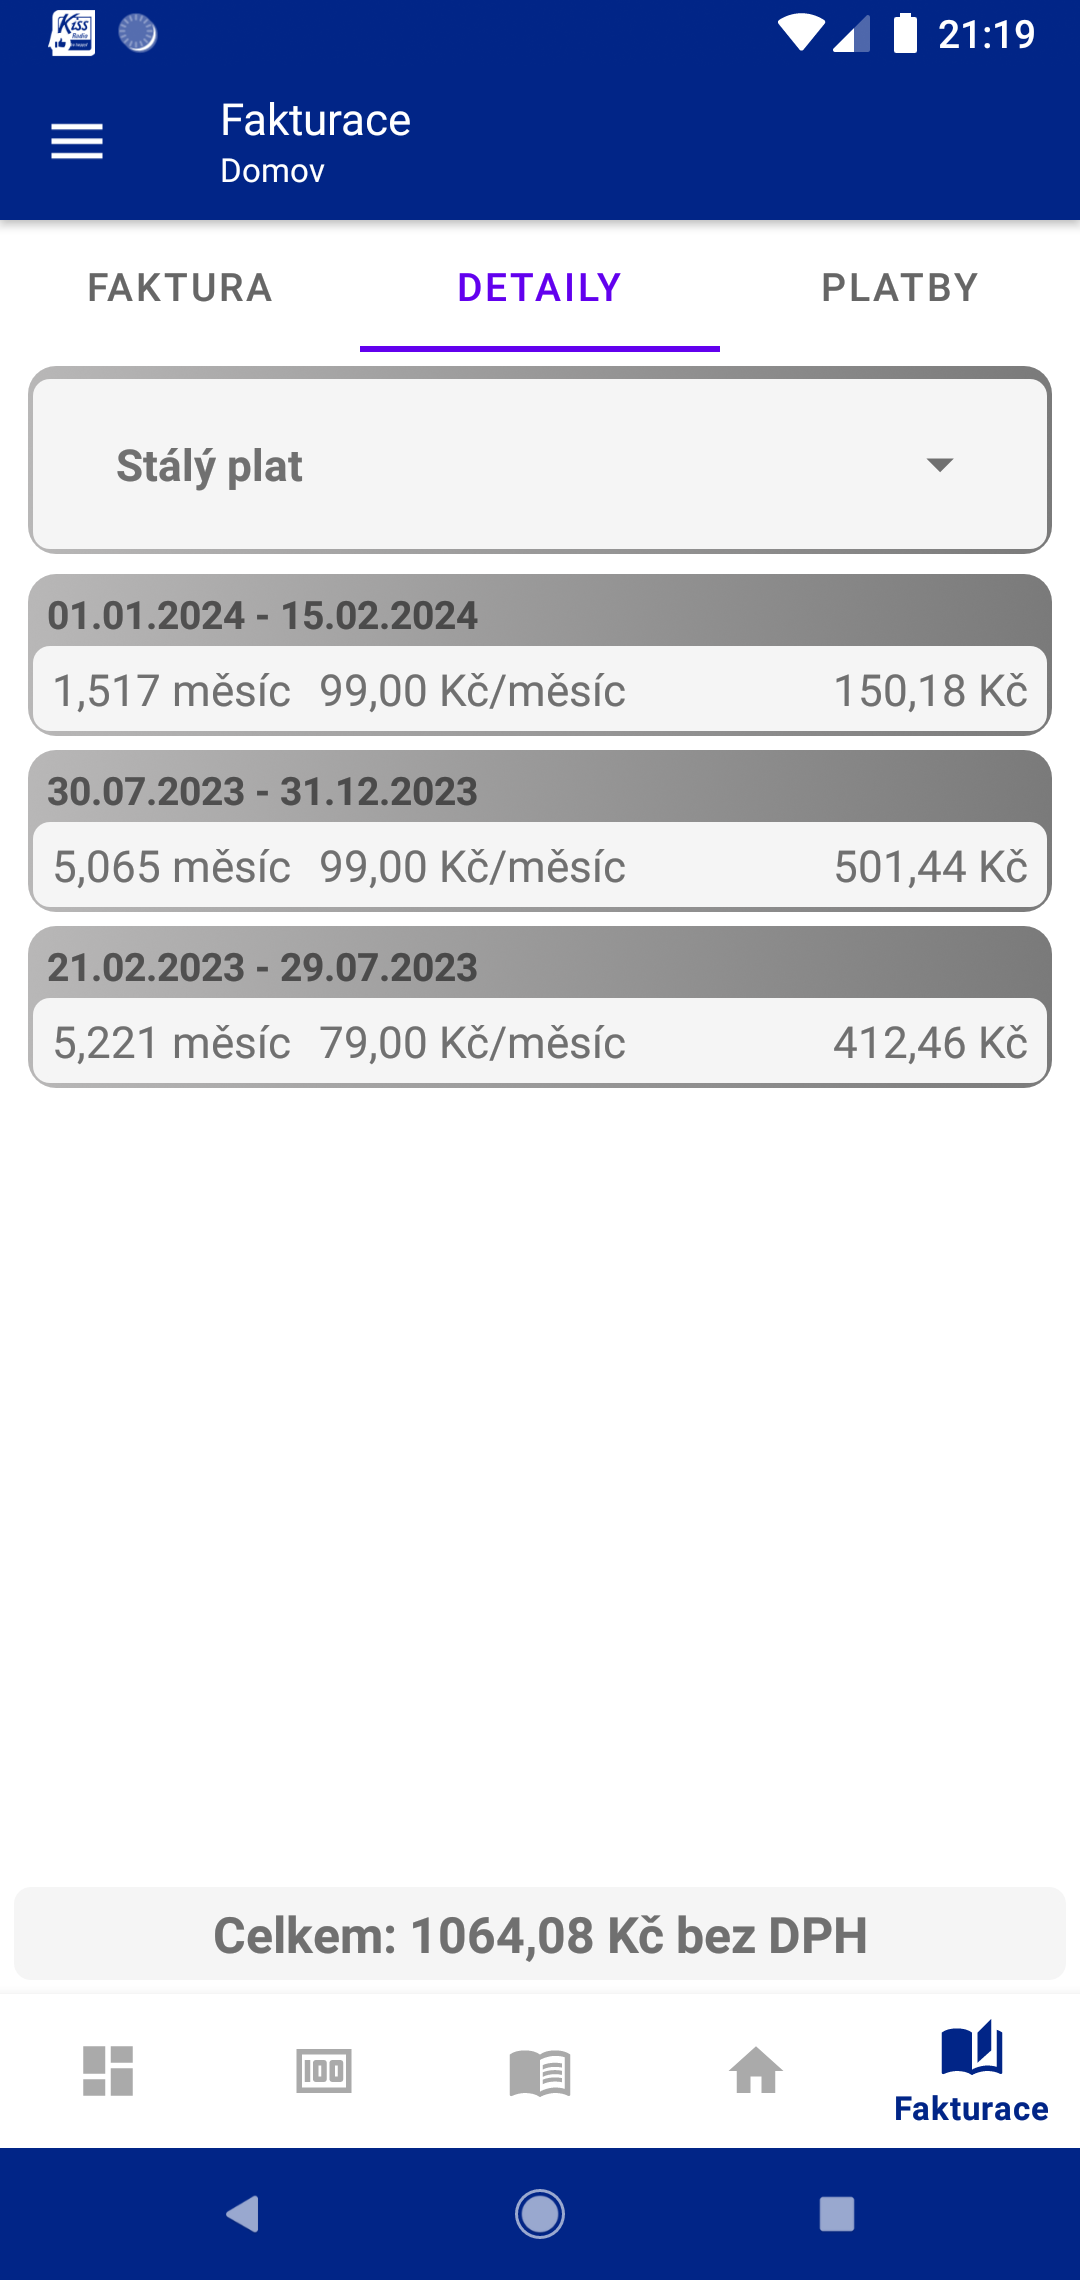 Kiss
Radio
21:19
Fakturace
Domov
FAKTURA DETAILY PLATBY
Stálý plat
01.01.2024 - 15.02.2024
1,517 měsíc 99,00 Kč/měsíc 150,18 Kč
30.07.2023 - 31.12.2023
5,065 měsíc 99,00 Kč/měsíc 501,44 Kč
21.02.2023 - 29.07.2023
5,221 měsíc 79,00 Kč/měsíc 412,46 Kč
Celkem: 1064,08 Kč bez DPH
100
Fakturace